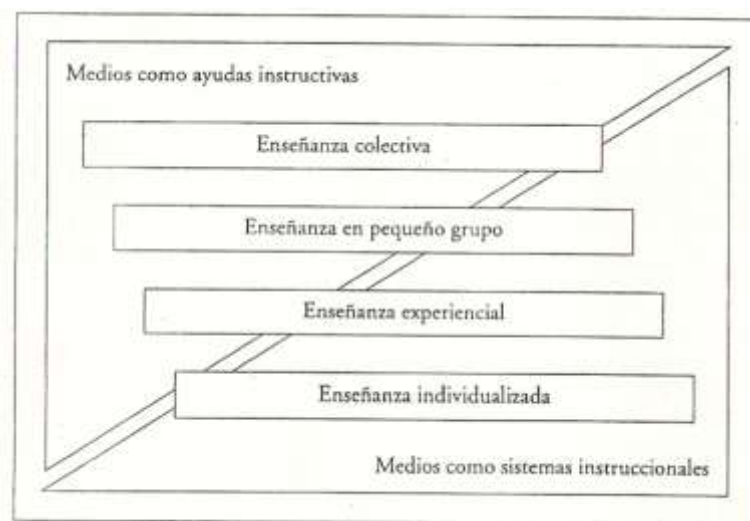 Medios como ayudas instructivas
Enseñanza colectiva
Enseñanza en pequeño grupo
Enseñanza experiencial
Enseñanza individualizada
Medios como sistemas instruccionales